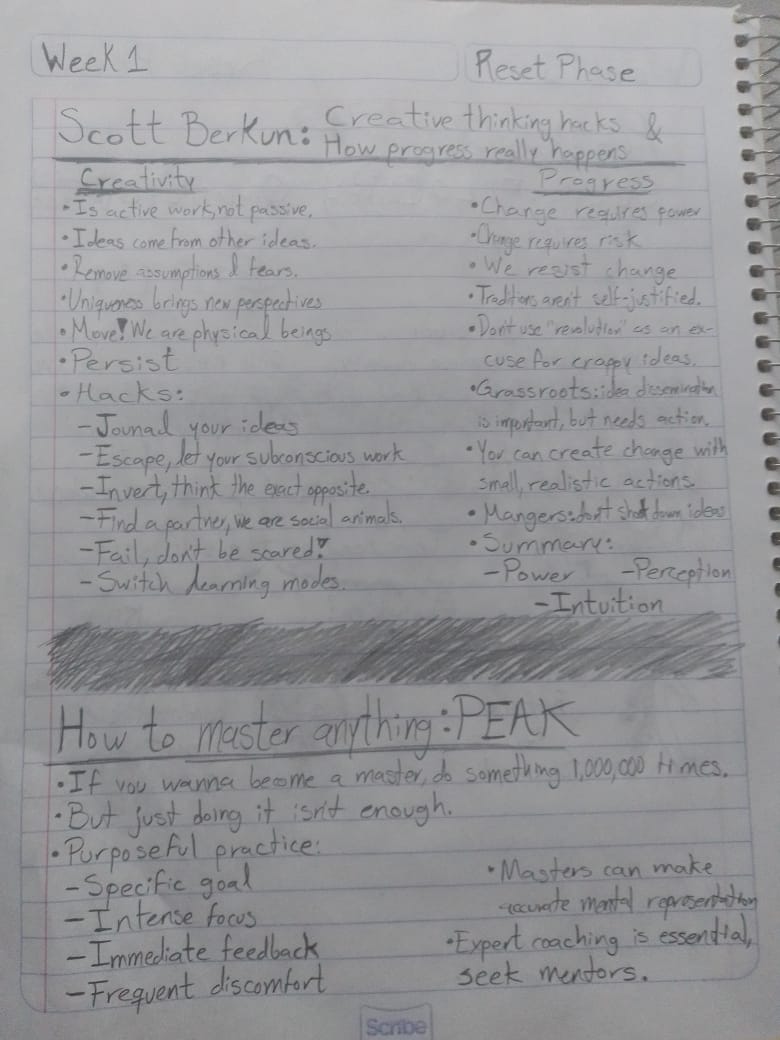 Week 1
Reset Phase
Scott Berkun: Creative thinking hacks &
How progress really happens
Creativity
• Is active work, not passive.
• Ideas come from other ideas.
• Remove assumptions & fears.
• Uniqueness brings new perspectives
• Move! We are physical beings
• Persist
• Hacks:
- Jounad your ideas
- Escape, let your subconscious work
- Invert, think the exact opposite.
- Find a partner, we are social animals.
- Fail, don't be scared!
- Switch learning modes.
Progress
• Change requires power
• Change requires risk
• We resist change
• Traditions aren't self-justified.
• Don't use "revolution" as an ex-
cuse for crappy ideas.
• Grassroots: idea dissemination
is important, but needs action.
• You can create change with
small, realistic actions.
• Mangers: don't shut down ideas
• Summary:
- Power - Perception
- Intuition
How to master anything: PEAK
• If you wanna become a master, do something 1,000,000 times.
• But just doing it isn't enough.
• Purposeful practice:
- Specific goal
- Intense focus
- Immediate feedback
- Frequent discomfort
• Masters can make
accurate mental representation
• Expert coaching is essential,
seek mentors.
Scribe